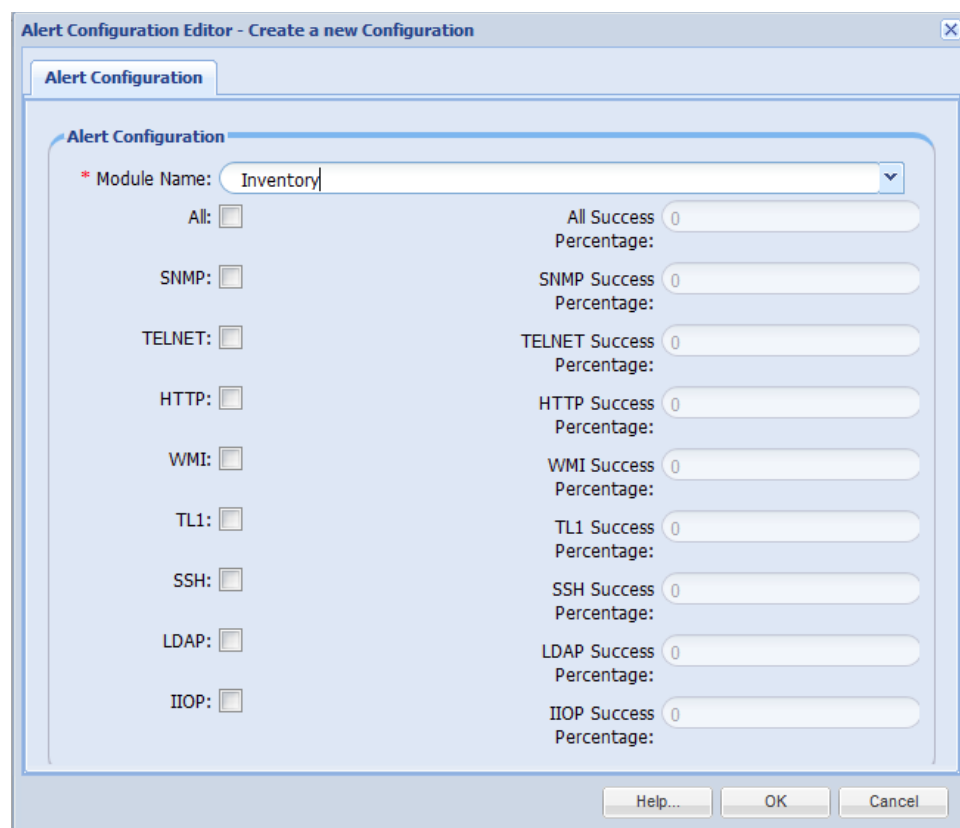 Alert Configuration Editor - Create a new Configuration
Alert Configuration
Alert Configuration
* Module Name: Inventory
All:
All Success Percentage: 0
SNMP:
SNMP Success Percentage: 0
TELNET:
TELNET Success Percentage: 0
HTTP:
HTTP Success Percentage: 0
WMI:
WMI Success Percentage: 0
TL1:
TL1 Success Percentage: 0
SSH:
SSH Success Percentage: 0
LDAP:
LDAP Success Percentage: 0
IIOP:
IIOP Success Percentage: 0
Help... OK Cancel